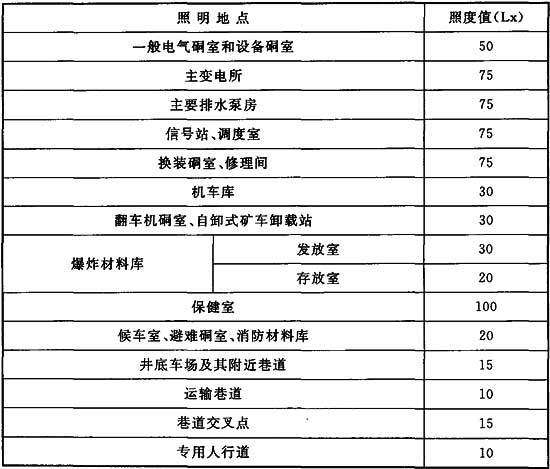 照明地点 照度值(Lx)
一般电气硐室和设备硐室 50
主变电所 75
主要排水泵房 75
信号站、调度室 75
换装硐室、修理间 75
机车库 30
翻车机硐室、自卸式矿车卸载站 30
爆炸材料库 发放室 30
存放室 20
保健室 100
候车室、避难硐室、消防材料库 20
井底车场及其附近巷道 15
运输巷道 10
巷道交叉点 15
专用人行道 10